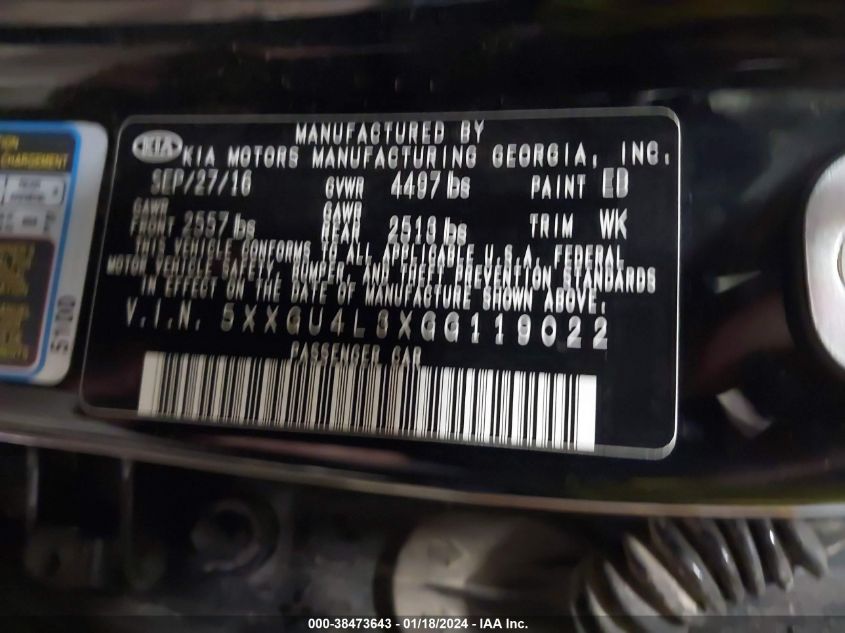 MANUFACTURED BY
KIA KIA MOTORS MANUFACTURING GEORGIA, INC.
SEP/27/16 GVWR 4497 lbs PAINT EB
GAWR FRONT 2557 lbs GAWR REAR 2513 lbs TRIM WK
THIS VEHICLE CONFORMS TO ALL APPLICABLE U.S.A. FEDERAL
MOTOR VEHICLE SAFETY, BUMPER, AND THEFT PREVENTION STANDARDS
IN EFFECT ON THE DATE OF MANUFACTURE SHOWN ABOVE.
V.I.N. 5XXGU4L3XGG119022
PASSENGER CAR
CHARGEMENT
000-38473643 - 01/18/2024 - IAA Inc.